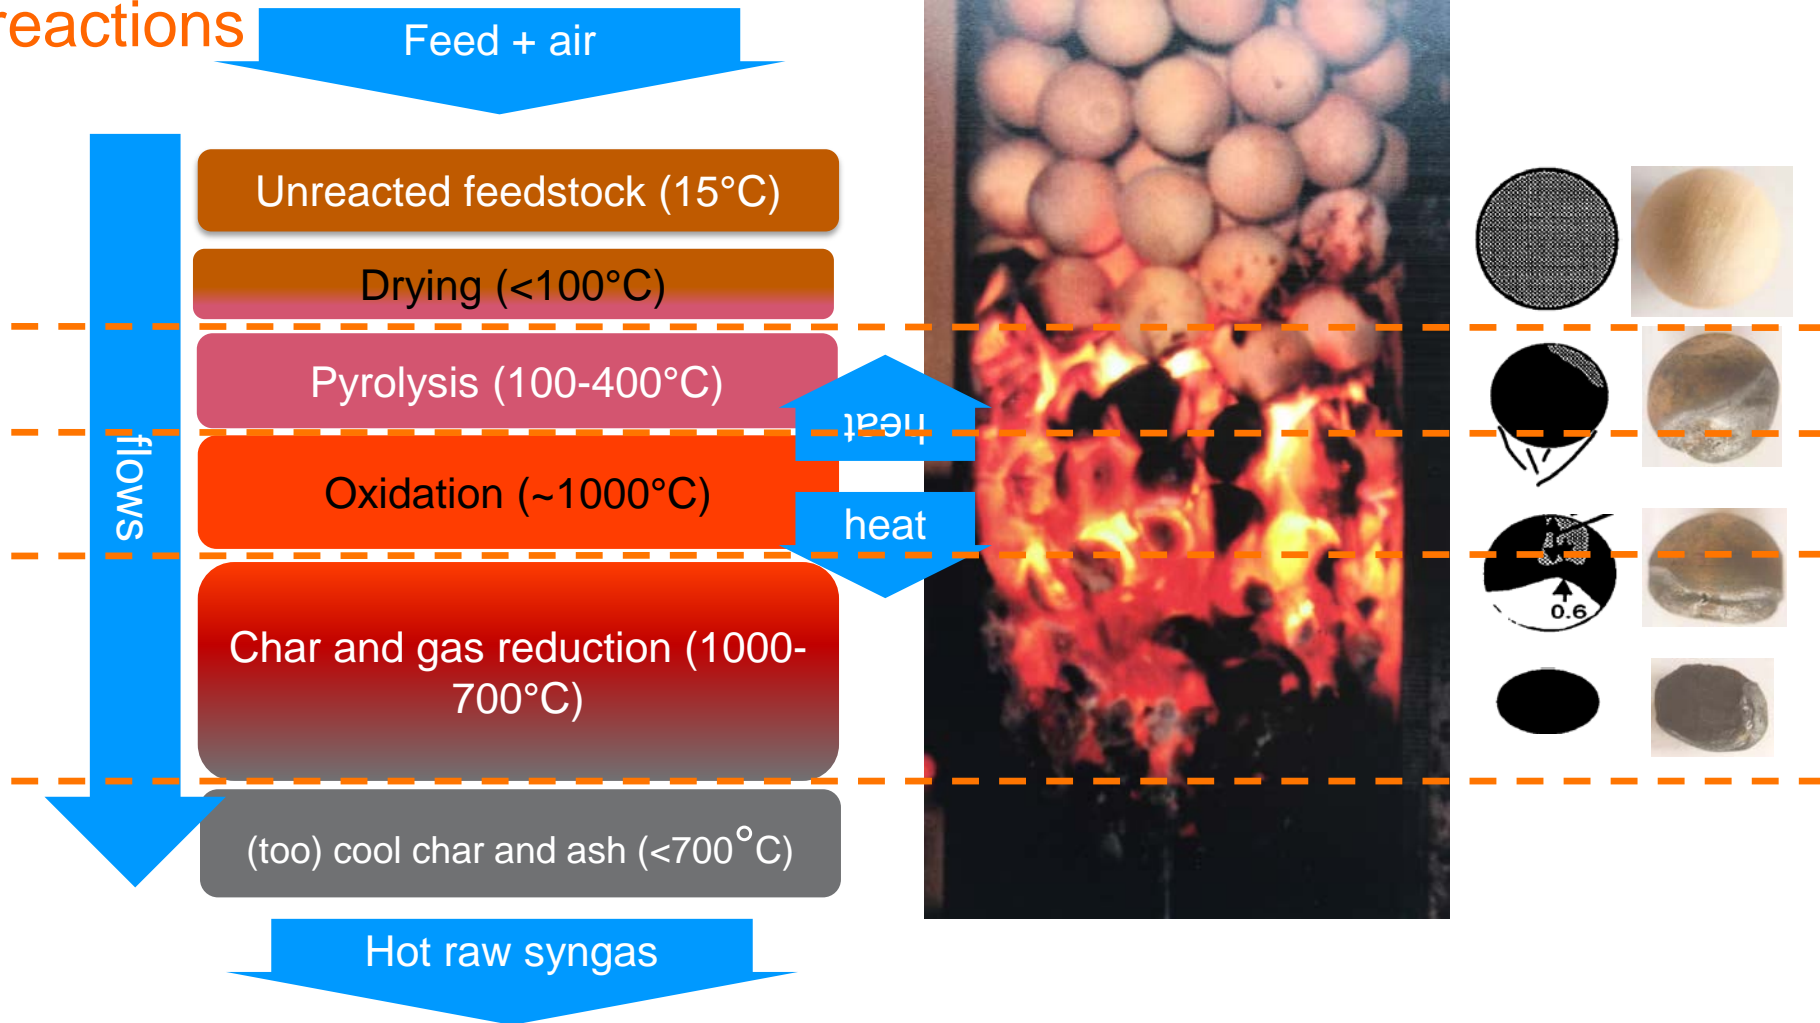 reactions
Feed + air
Unreacted feedstock (15°C)
Drying (<100°C)
Pyrolysis (100-400°C)
heat
flows
Oxidation (~1000°C)
heat
0.6
Char and gas reduction (1000-
700°C)
(too) cool char and ash (<700°C)
Hot raw syngas